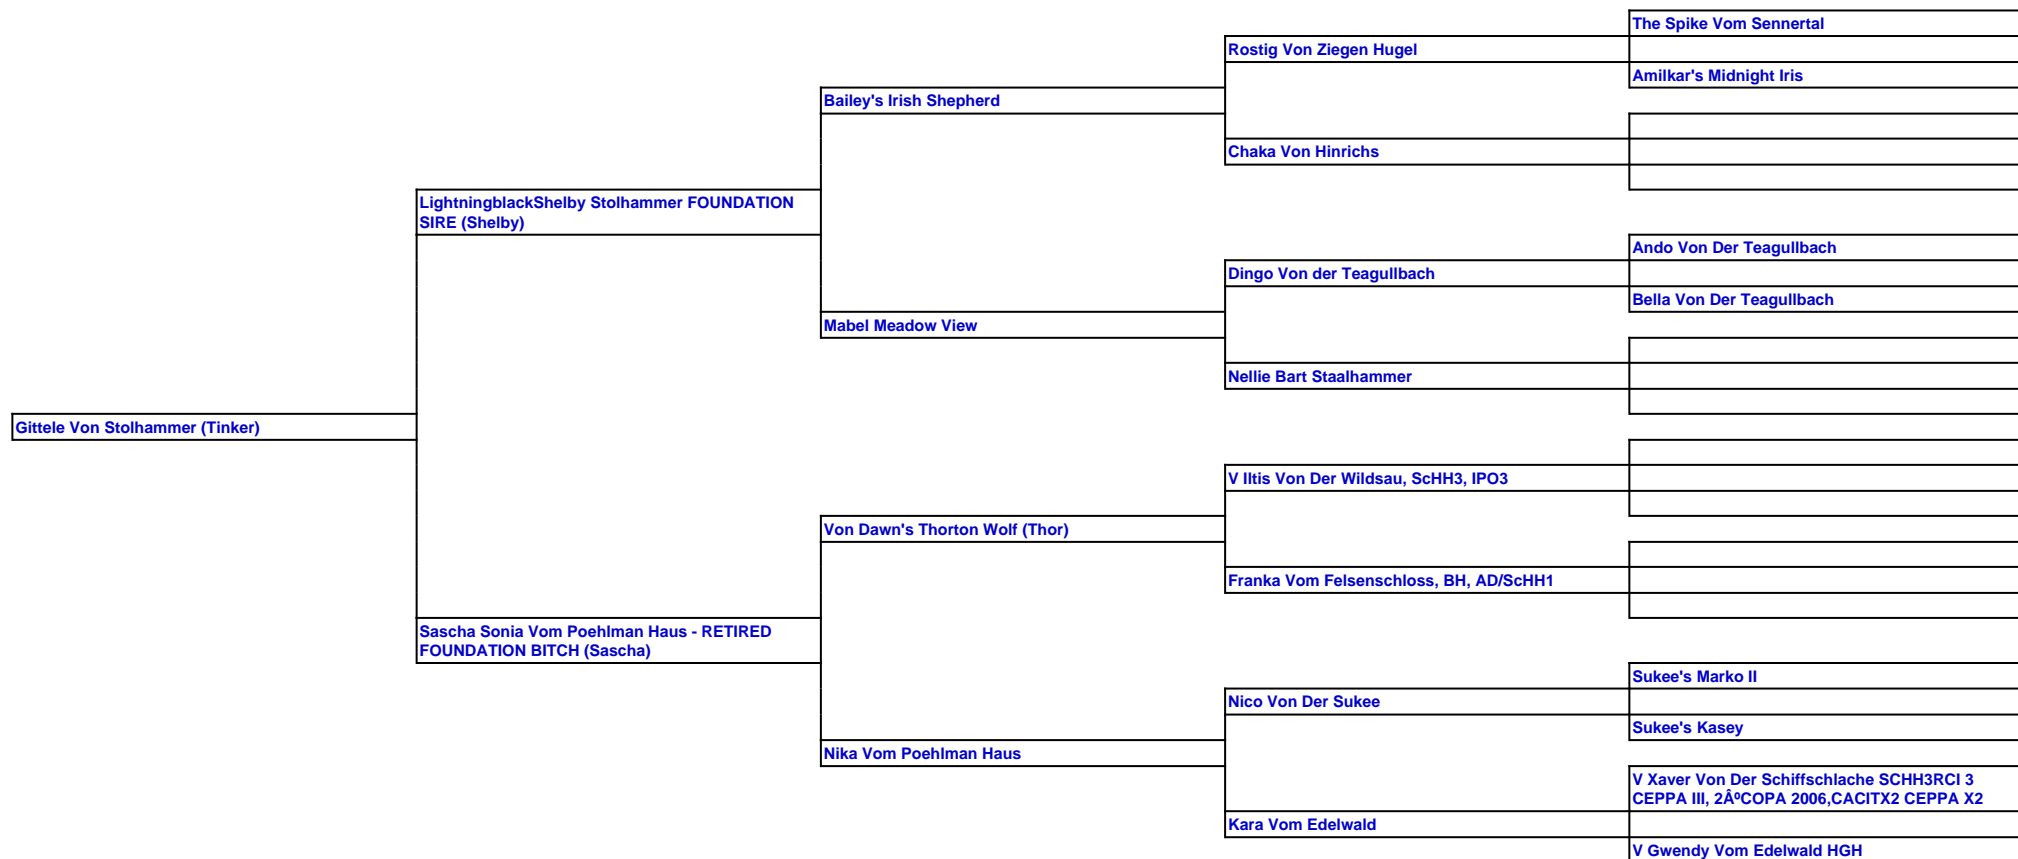 The Spike Vom Sennertal
Rostig Von Ziegen Hugel
Amilkar's Midnight Iris
Bailey's Irish Shepherd
Chaka Von Hinrichs
LightningblackShelby Stolhammer FOUNDATION
SIRE (Shelby)
Ando Von Der Teagullbach
Dingo Von der Teagullbach
Bella Von Der Teagullbach
Mabel Meadow View
Nellie Bart Staalhammer
Gittele Von Stolhammer (Tinker)
V Iltis Von Der Wildsau, ScHH3, IPO3
Von Dawn's Thorton Wolf (Thor)
Franka Vom Felsenschloss, BH, AD/ScHH1
Sascha Sonia Vom Poehlman Haus - RETIRED
FOUNDATION BITCH (Sascha)
Sukee's Marko II
Nico Von Der Sukee
Sukee's Kasey
Nika Vom Poehlman Haus
V Xaver Von Der Schiffschlache SCHH3RCI 3
CEPPA III, 2ÂºCOPA 2006,CACITX2 CEPPA X2
Kara Vom Edelwald
V Gwendy Vom Edelwald HGH